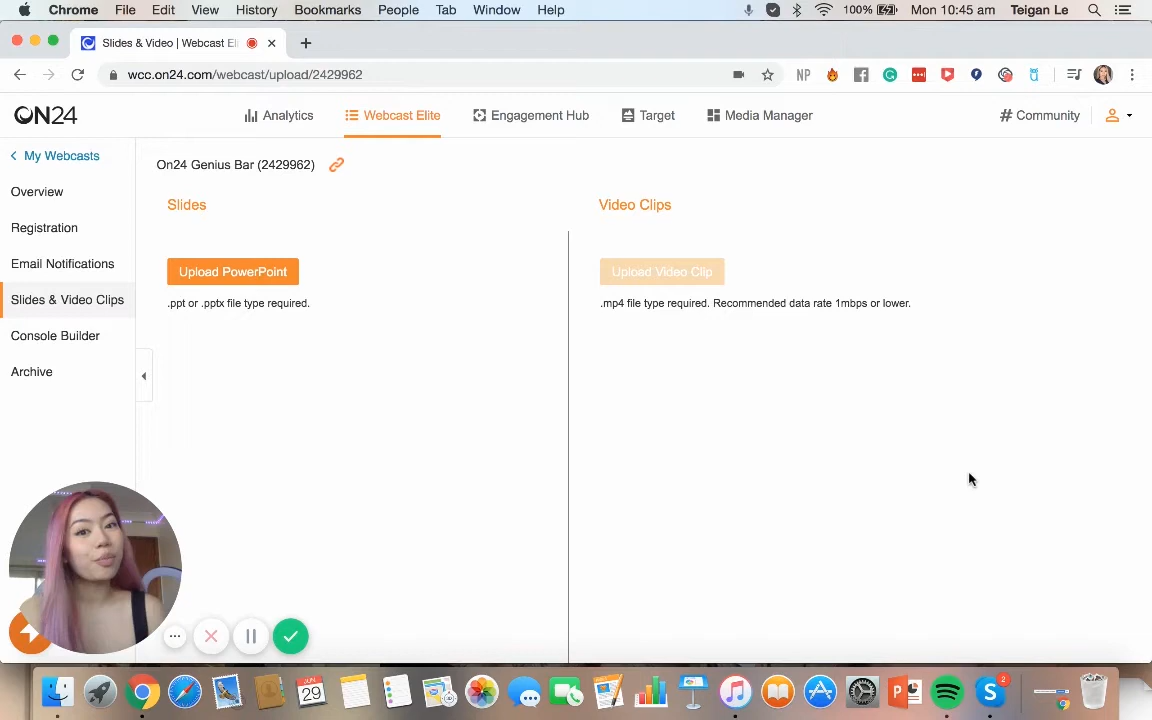 Chrome File Edit View History Bookmarks People Tab Window Help 100% Mon 10:45 am Teigan Le
Slides & Video | Webcast Eli
wcc.on24.com/webcast/upload/2429962
NP
ON24 Analytics Webcast Elite Engagement Hub Target Media Manager # Community
My Webcasts
On24 Genius Bar (2429962)
Overview
Slides Video Clips
Registration
Email Notifications
Upload PowerPoint Upload Video Clip
Slides & Video Clips
.ppt or .pptx file type required. .mp4 file type required. Recommended data rate 1mbps or lower.
Console Builder
Archive
JUN
29
2